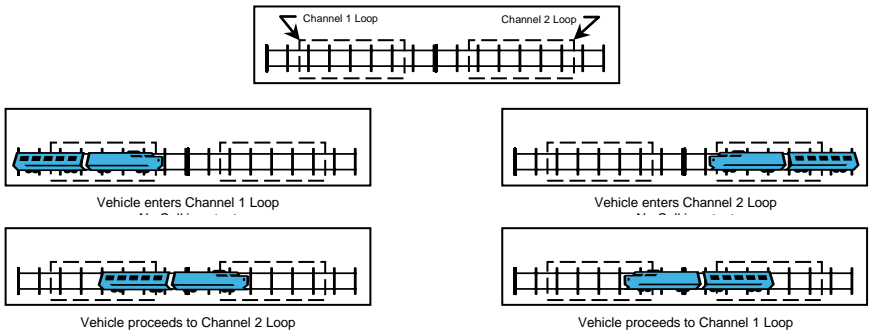 Channel 1 Loop
Channel 2 Loop
Vehicle enters Channel 1 Loop
Vehicle enters Channel 2 Loop
Vehicle proceeds to Channel 2 Loop
Vehicle proceeds to Channel 1 Loop